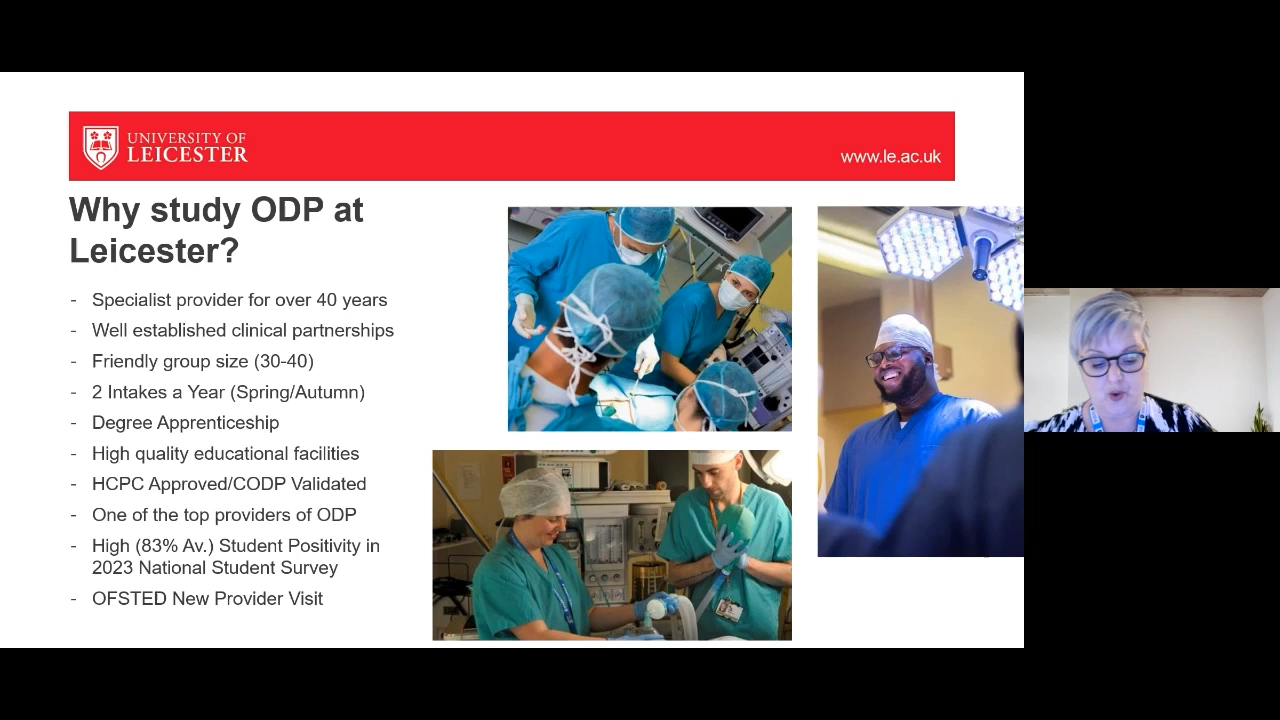 UNIVERSITY OF
LEICESTER
www.le.ac.uk
Why study ODP at
Leicester?
- Specialist provider for over 40 years
- Well established clinical partnerships
- Friendly group size (30-40)
- 2 Intakes a Year (Spring/Autumn)
- Degree Apprenticeship
- High quality educational facilities
- HCPC Approved/CODP Validated
- One of the top providers of ODP
- High (83% Av.) Student Positivity in
2023 National Student Survey
- OFSTED New Provider Visit